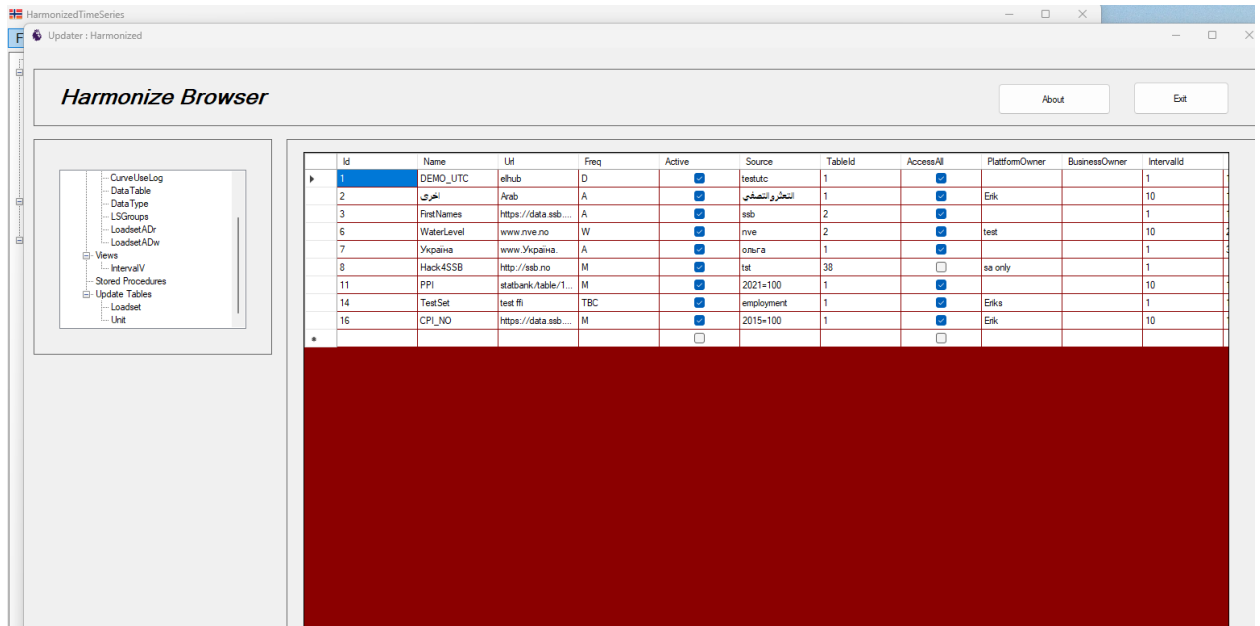 HarmonizedTimeSeries
F
Updater : Harmonized
Harmonize Browser
About
Exit
CurveUseLog
DataTable
DataType
LSGroups
LoadsetADr
LoadsetADw
Views
IntervalV
Stored Procedures
Update Tables
Loadset
Unit
Id Name Url Freq Active Source TableId AccessAll PlattformOwner BusinessOwner IntervalId
1 DEMO_UTC elhub D testutc 1 1
2 اخرى Arab A التعثر والتصفي 1 Erik 10
3 FirstNames https://data.ssb.... A ssb 2 1
6 WaterLevel www.nve.no W nve 2 test 10
7 Україна www.Україна. A ольга 1 1
8 Hack4SSB http://ssb.no M tst 38 sa only 1
11 PPI statbank/table/1... M 2021=100 1 10
14 TestSet test ffi TBC employment 1 Eriks 1
16 CPI_NO https://data.ssb.... M 2015=100 1 Erik 10